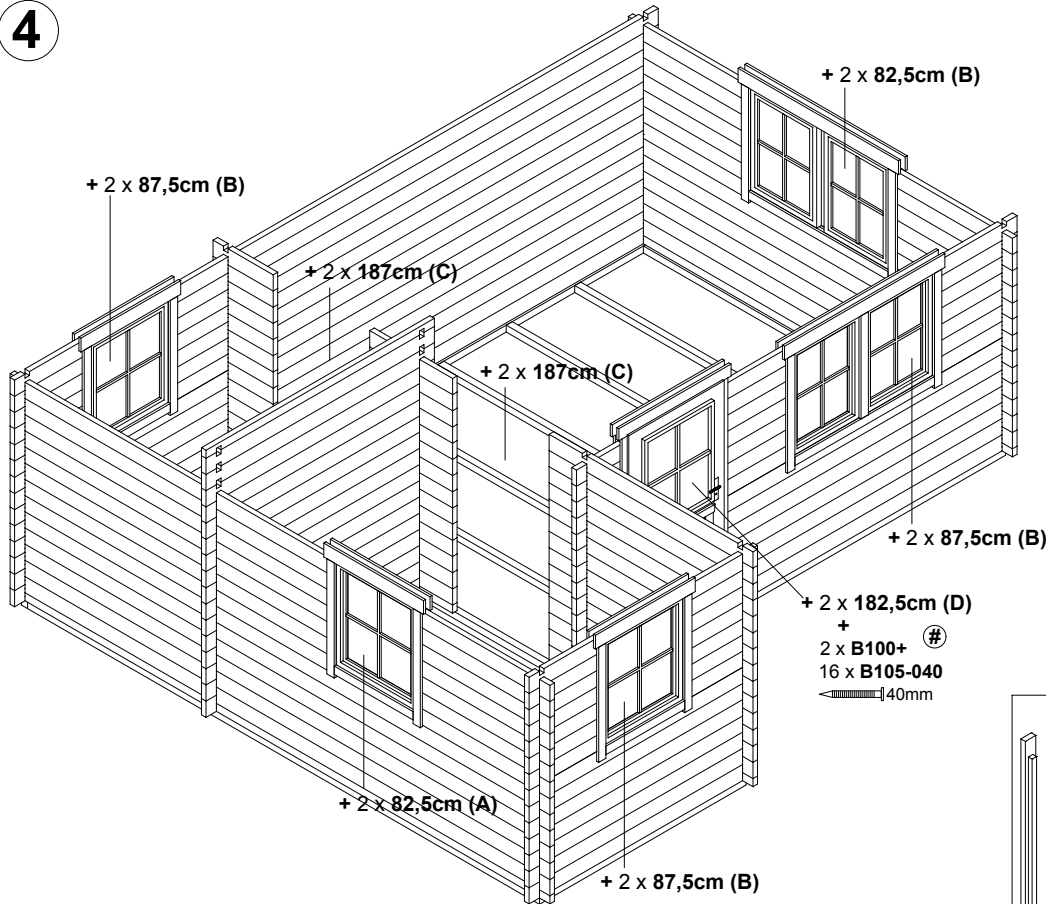 4
+ 2 x 82,5cm (B)
+ 2 x 87,5cm (B)
+ 2 x 187cm (C)
+ 2 x 187cm (C)
+ 2 x 87,5cm (B)
+ 2 x 182,5cm (D)
+
2 x B100+ #
16 x B105-040
40mm
+ 2 x 82,5cm (A)
+ 2 x 87,5cm (B)